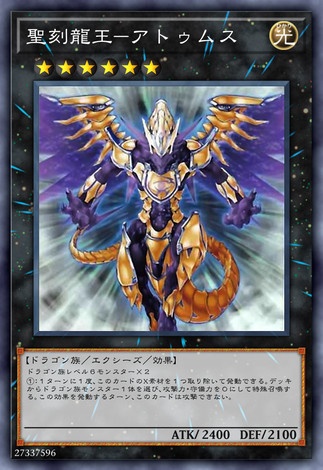 聖刻龍王－アトゥムス
光
【ドラゴン族／エクシーズ／効果】
ドラゴン族レベル６モンスター×２
①：１ターンに１度、このカードのX素材を１つ取り除いて発動できる。デッキ
からドラゴン族モンスター１体を選び、攻撃力・守備力を０にして特殊召喚す
る。この効果を発動するターン、このカードは攻撃できない。
ATK/2400 DEF/2100
27337596